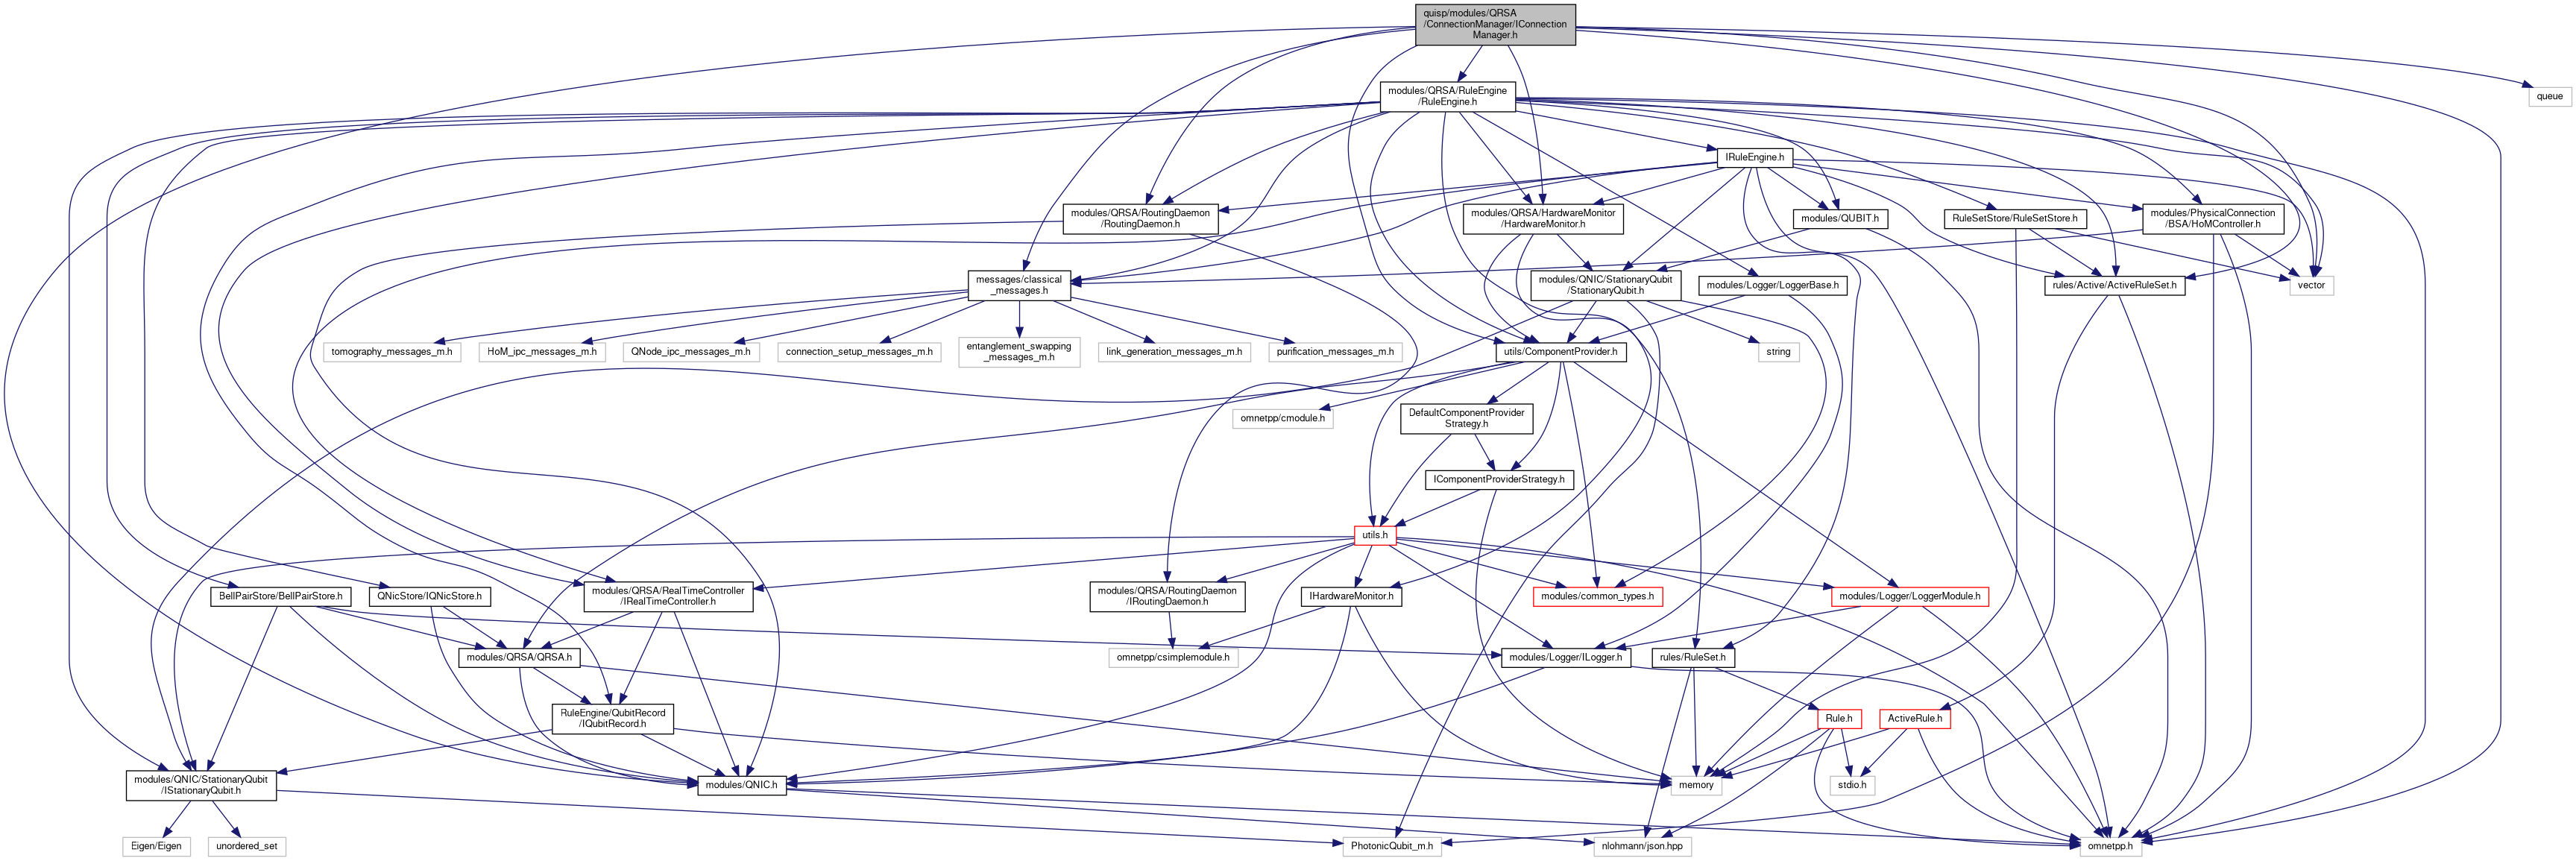 quisp/modules/QRSA
/ConnectionManager/IConnection
Manager.h
queue
modules/QRSA/RuleEngine
/RuleEngine.h
IRuleEngine.h
modules/QRSA/RoutingDaemon
/RoutingDaemon.h
modules/QRSA/HardwareMonitor
/HardwareMonitor.h
modules/QUBIT.h
RuleSetStore/RuleSetStore.h
modules/PhysicalConnection
/BSA/HoMController.h
messages/classical
_messages.h
modules/QNIC/StationaryQubit
/StationaryQubit.h
modules/Logger/LoggerBase.h
rules/Active/ActiveRuleSet.h
vector
tomography_messages_m.h
HoM_ipc_messages_m.h
QNode_ipc_messages_m.h
connection_setup_messages_m.h
entanglement_swapping
_messages_m.h
link_generation_messages_m.h
purification_messages_m.h
utils/ComponentProvider.h
string
omnetpp/cmodule.h
DefaultComponentProvider
Strategy.h
IComponentProviderStrategy.h
utils.h
BellPairStore/BellPairStore.h
QNicStore/IQNicStore.h
modules/QRSA/RealTimeController
/IRealTimeController.h
modules/QRSA/RoutingDaemon
/IRoutingDaemon.h
IHardwareMonitor.h
modules/common_types.h
modules/Logger/LoggerModule.h
modules/QRSA/QRSA.h
omnetpp/csimplemodule.h
modules/Logger/ILogger.h
rules/RuleSet.h
RuleEngine/QubitRecord
/IQubitRecord.h
Rule.h
ActiveRule.h
modules/QNIC/StationaryQubit
/IStationaryQubit.h
modules/QNIC.h
memory
stdio.h
Eigen/Eigen
unordered_set
PhotonicQubit_m.h
nlohmann/json.hpp
omnetpp.h